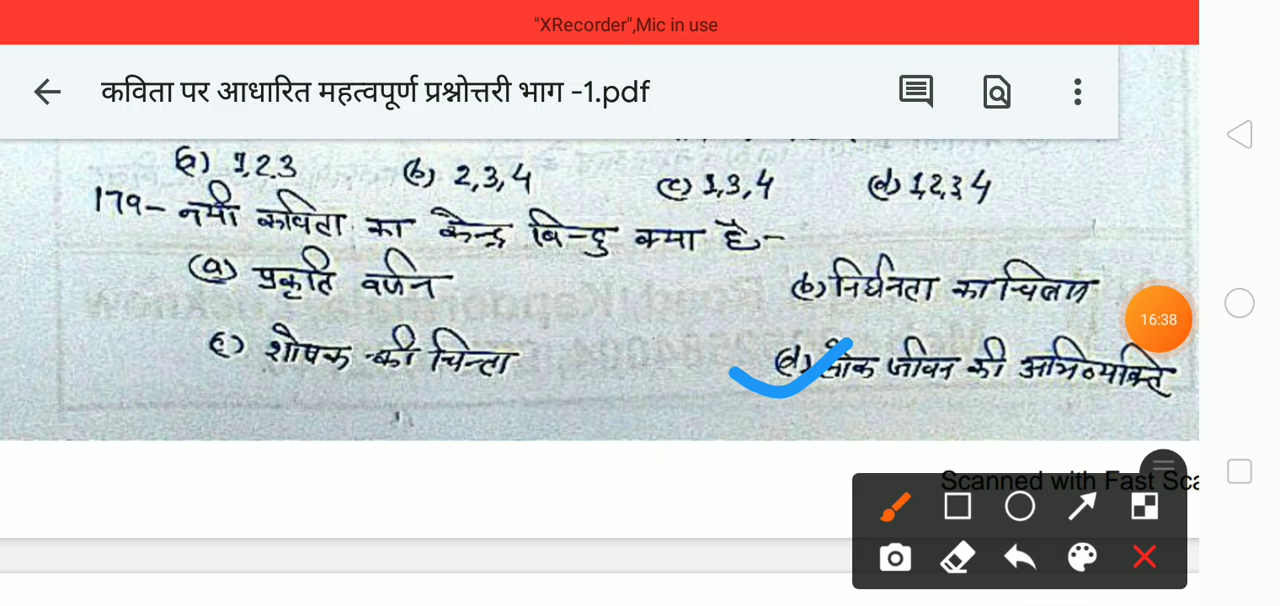 "XRecorder",Mic in use
कविता पर आधारित महत्वपूर्ण प्रश्नोत्तरी भाग -1.pdf
(a) 1,2,3 (b) 2,3,4 (c) 1,3,4 (d) 1,2,3,4
179- नयी कविता का केन्द्र बिन्दु क्या है-
(a) प्रकृति वर्णन (b) निर्धनता का चित्रण
(c) शोषक की चिन्ता (d) लोक जीवन की अभिव्यक्ति
16:38
Scanned with Fast Sca